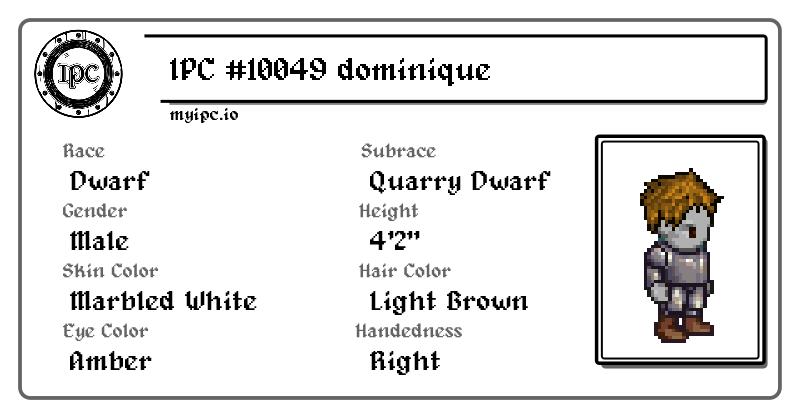 IPC
IPC #10049 dominique
myipc.io
Race
Dwarf
Subrace
Quarry Dwarf
Gender
Male
Height
4'2"
Skin Color
Marbled White
Hair Color
Light Brown
Eye Color
Amber
Handedness
Right